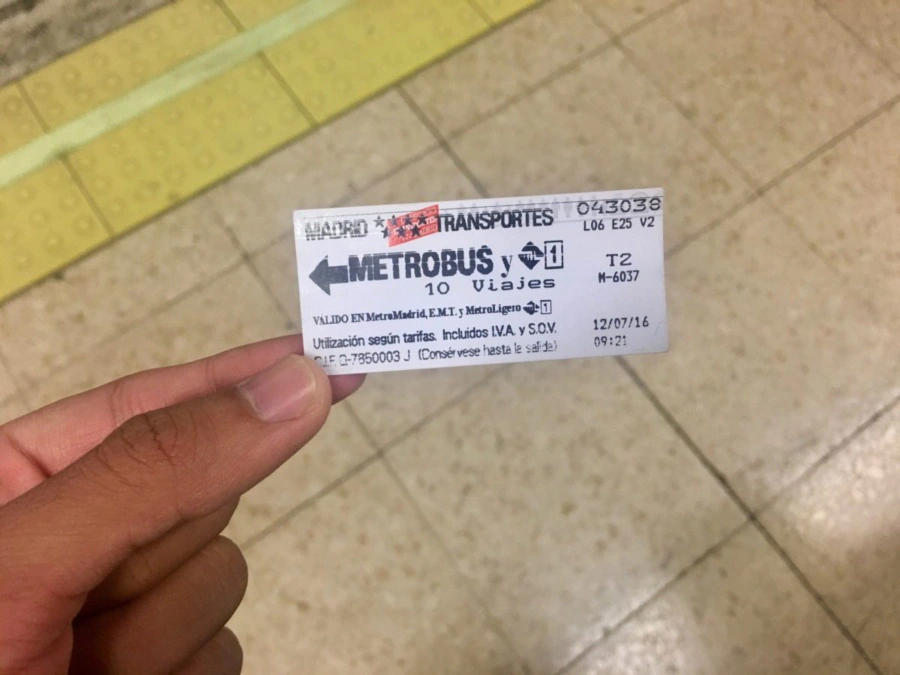 MADRID TRANSPORTES
METROBUS y 1
10 Viajes
VALIDO EN MetroMadrid, E.M.T. y MetroLigero 1
Utilización según tarifas. Incluidos I.V.A. y S.O.V.
C.I.F. Q-7850003 J (Consérvese hasta la salida)
043038
L06 E25 V2
T2
M-6037
12/07/16
09:21